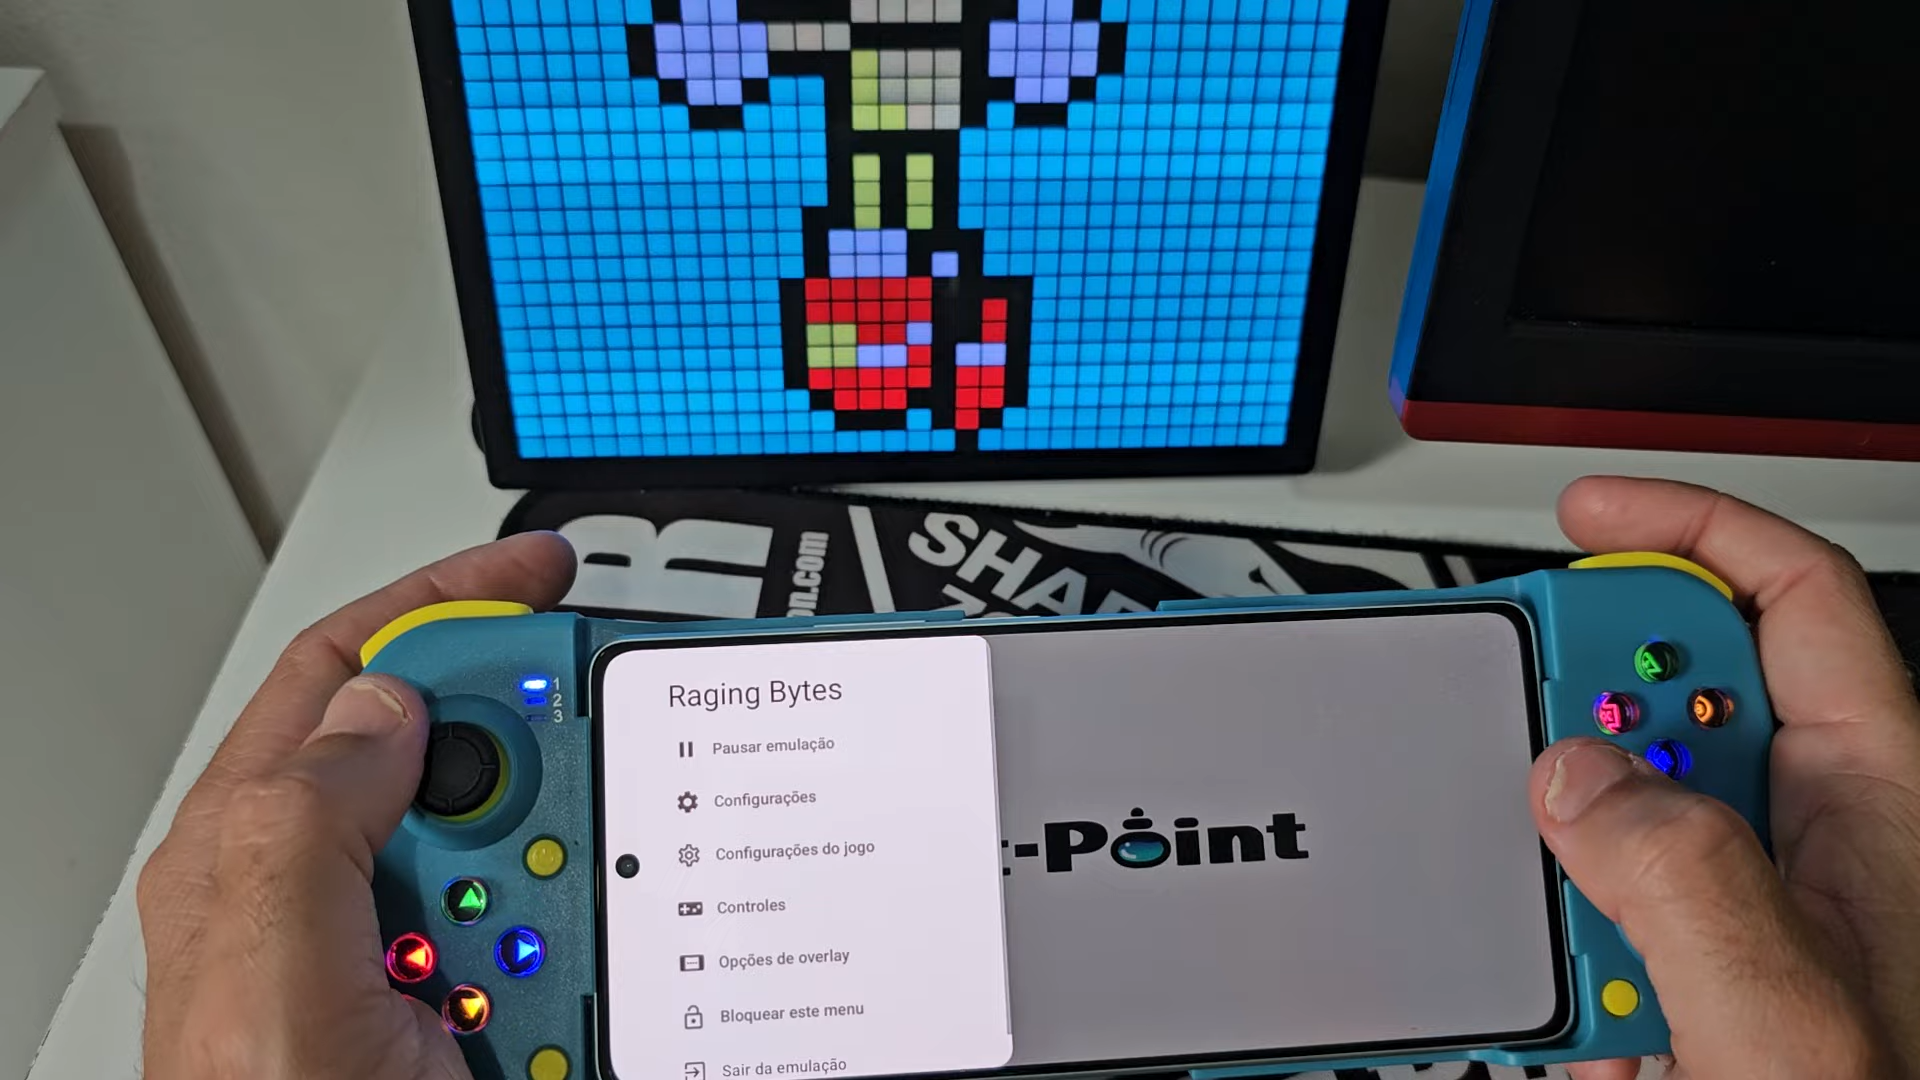 R
on.com
SHA
1
2
3
Raging Bytes
Pausar emulação
Configurações
Configurações do jogo
Controles
Opções de overlay
Bloquear este menu
Sair da emulação
-Point